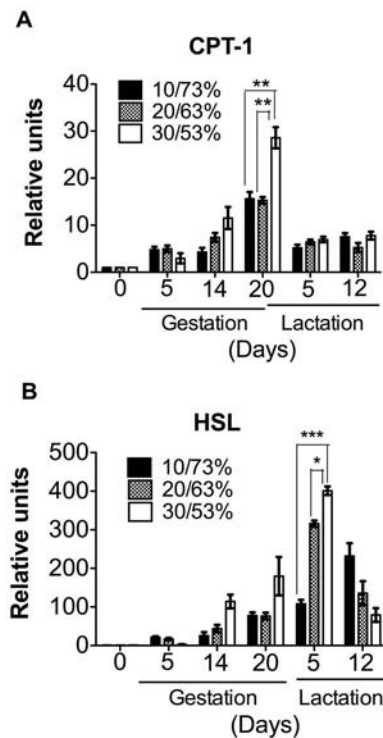 A
CPT-1
40
30
20
10
0
Relative units
10/73%
20/63%
30/53%
**
**
0 5 14 20 5 12
Gestation Lactation
(Days)
B
HSL
500
400
300
200
100
0
Relative units
10/73%
20/63%
30/53%
***
*
0 5 14 20 5 12
Gestation Lactation
(Days)